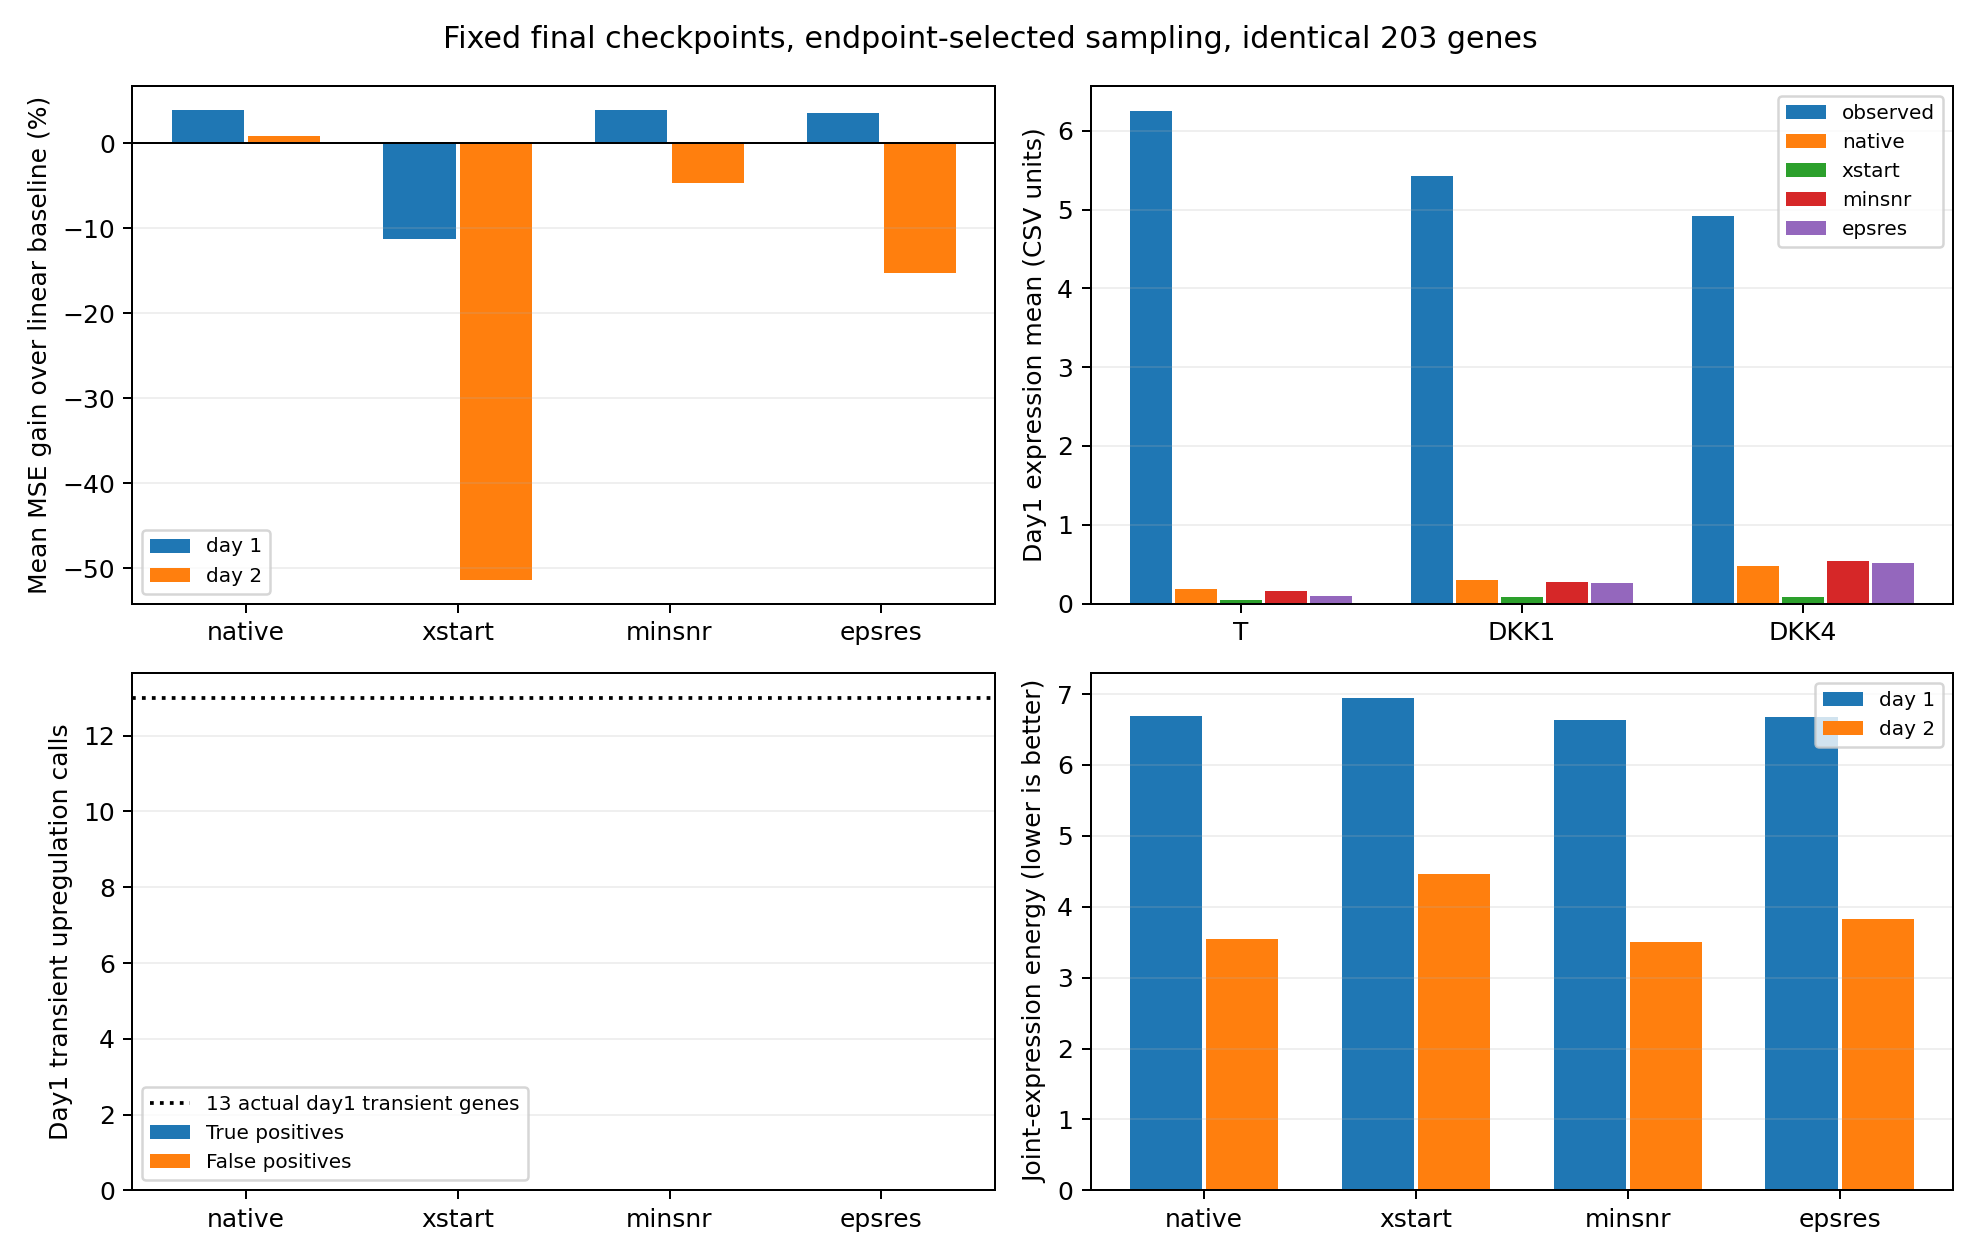 Fixed final checkpoints, endpoint-selected sampling, identical 203 genes
Mean MSE gain over linear baseline (%)
0
−10
−20
−30
−40
−50
day 1
day 2
native
xstart
minsnr
epsres
Day1 expression mean (CSV units)
6
5
4
3
2
1
0
observed
native
xstart
minsnr
epsres
T
DKK1
DKK4
Day1 transient upregulation calls
12
10
8
6
4
2
0
13 actual day1 transient genes
True positives
False positives
native
xstart
minsnr
epsres
Joint-expression energy (lower is better)
7
6
5
4
3
2
1
0
day 1
day 2
native
xstart
minsnr
epsres